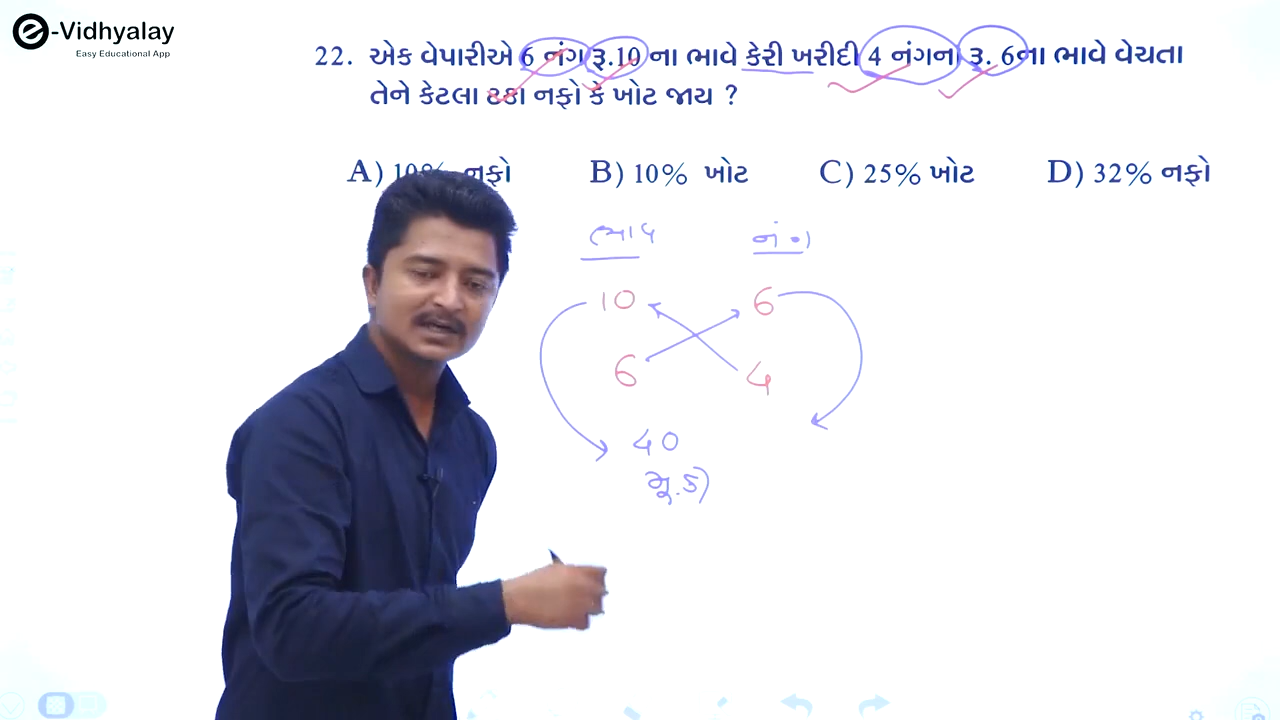 e-Vidhyalay
Easy Educational App
22. એક વેપારીએ 6 નંગ રૂ.10 ના ભાવે કેરી ખરીદી 4 નંગના રૂ. 6ના ભાવે વેચતા
તેને કેટલા ટકા નફો કે ખોટ જાય ?
A) 10% નફો B) 10% ખોટ C) 25% ખોટ D) 32% નફો
ભાવ નંગ
10 6
6 4
40
મૂ.કિ